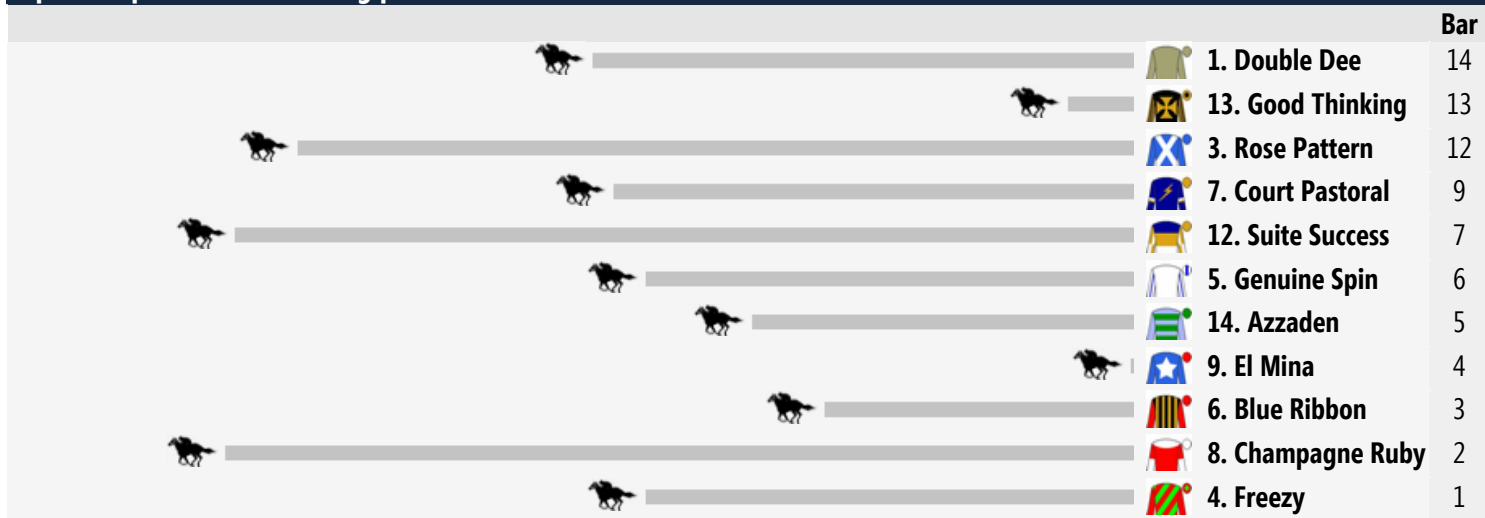 Bar
1. Double Dee 14
13. Good Thinking 13
3. Rose Pattern 12
7. Court Pastoral 9
12. Suite Success 7
5. Genuine Spin 6
14. Azzaden 5
9. El Mina 4
6. Blue Ribbon 3
8. Champagne Ruby 2
4. Freezy 1